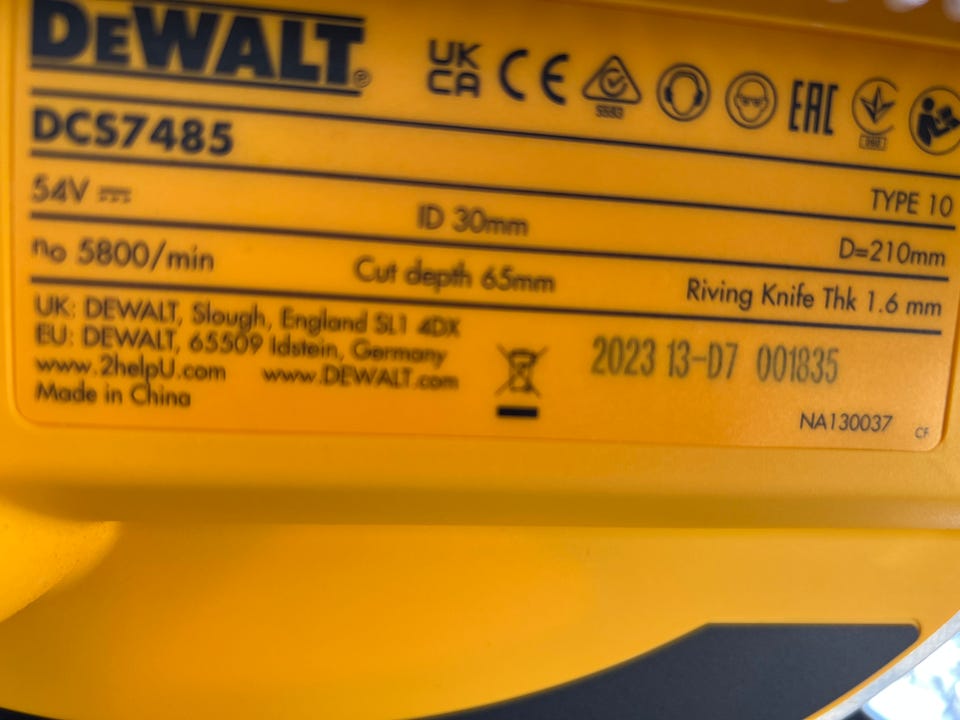 DEWALT®
UK CA CE EAC
DCS7485
TYPE 10
54V ⎓ ID 30mm D=210mm
n₀ 5800/min Cut depth 65mm Riving Knife Thk 1.6 mm
UK: DEWALT, Slough, England SL1 4DX
EU: DEWALT, 65509 Idstein, Germany
www.2helpU.com www.DEWALT.com
Made in China
2023 13-D7 001835
NA130037 CF